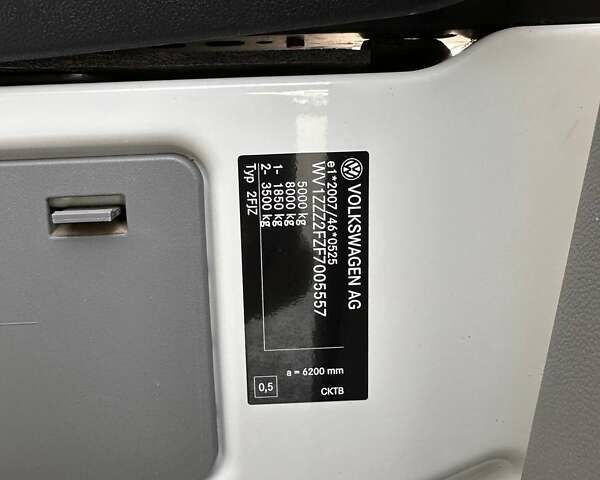 VOLKSWAGEN AG
e1*2007/46*0525
WV1ZZZ2FZF7005557
5000 kg
8000 kg
1- 1850 kg
2- 3500 kg
Typ 2FJZ
a = 6200 mm
0,5
CKTB